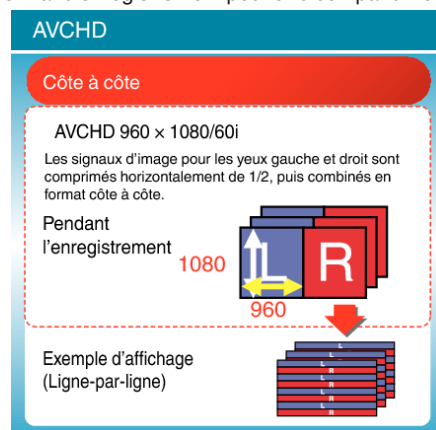 AVCHD
Côte à côte
AVCHD 960 × 1080/60i
Les signaux d'image pour les yeux gauche et droit sont
comprimés horizontalement de 1/2, puis combinés en
format côte à côte.
Pendant
l'enregistrement
1080
L
R
960
Exemple d'affichage
(Ligne-par-ligne)
L
R
L
R
L
R
L
R